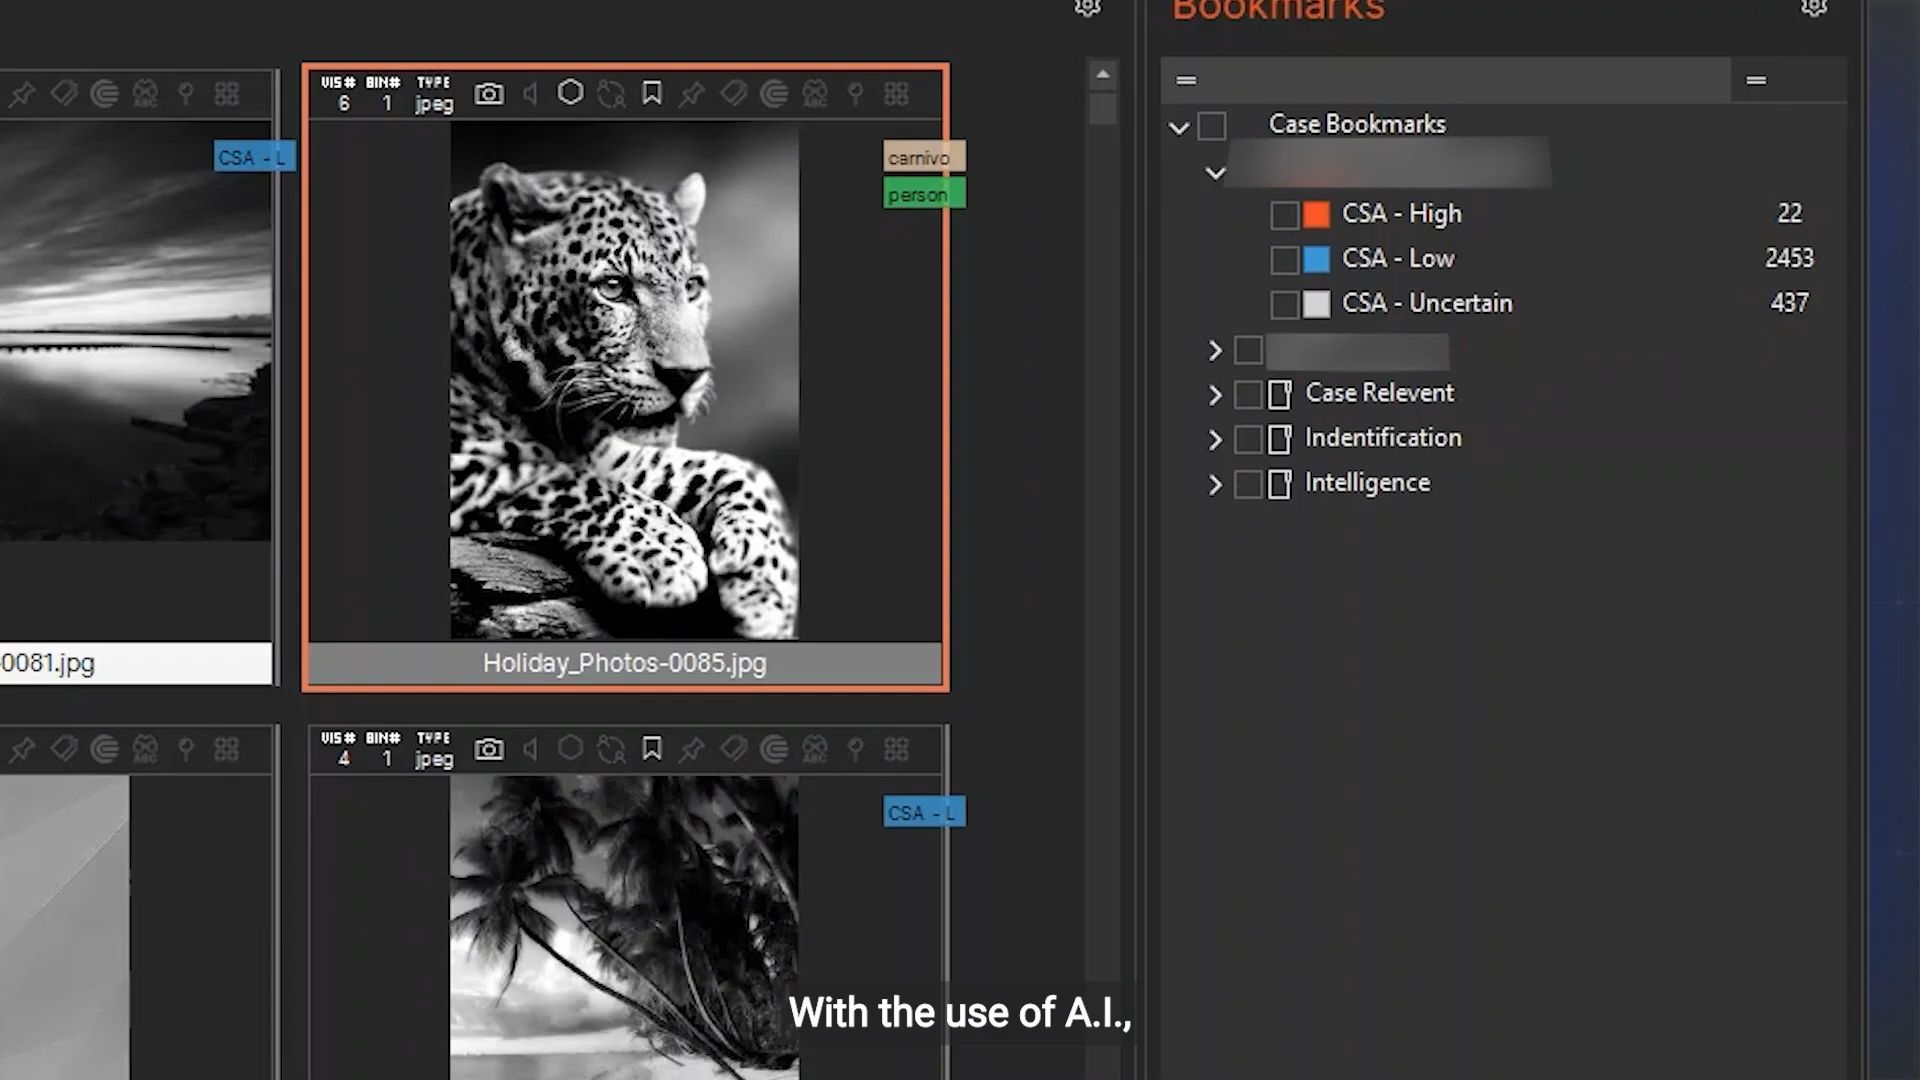 Bookmarks
VIS# BIN# TYPE
6 1 jpeg
CSA - L
carnivo
person
-0081.jpg
Holiday_Photos-0085.jpg
VIS# BIN# TYPE
4 1 jpeg
CSA - L
Case Bookmarks
CSA - High 22
CSA - Low 2453
CSA - Uncertain 437
Case Relevent
Indentification
Intelligence
With the use of A.I.,